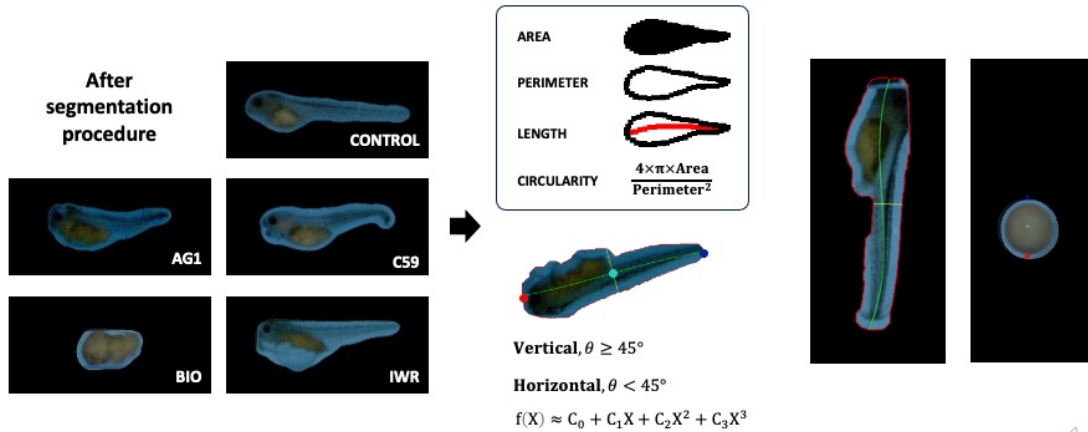 After
segmentation
procedure
CONTROL
AG1
C59
BIO
IWR
AREA
PERIMETER
LENGTH
CIRCULARITY
4×π×Area
Perimeter²
Vertical, θ ≥ 45°
Horizontal, θ < 45°
f(X) ≈ C₀ + C₁X + C₂X² + C₃X³